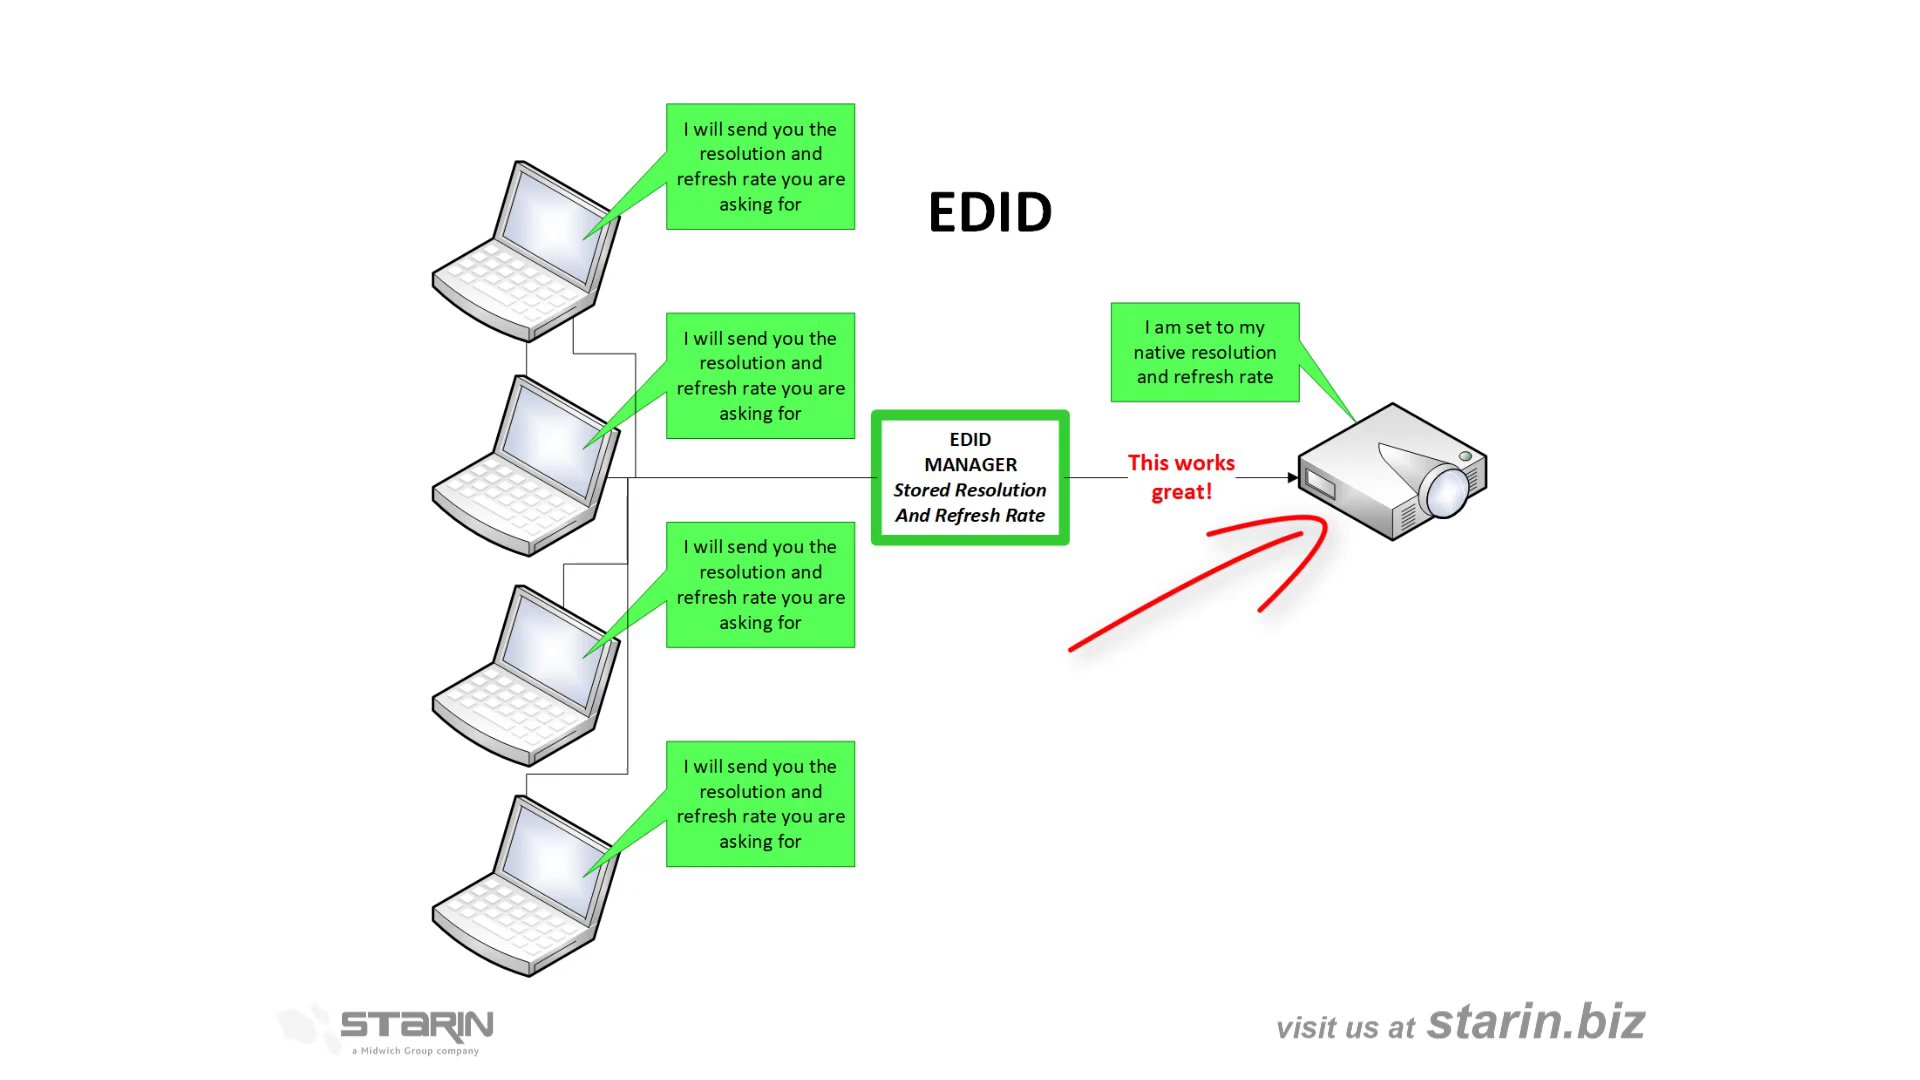 I will send you the
resolution and
refresh rate you are
asking for
EDID
I will send you the
resolution and
refresh rate you are
asking for
I am set to my
native resolution
and refresh rate
EDID
MANAGER
Stored Resolution
And Refresh Rate
This works
great!
I will send you the
resolution and
refresh rate you are
asking for
I will send you the
resolution and
refresh rate you are
asking for
STARIN
a Midwich Group company
visit us at starin.biz